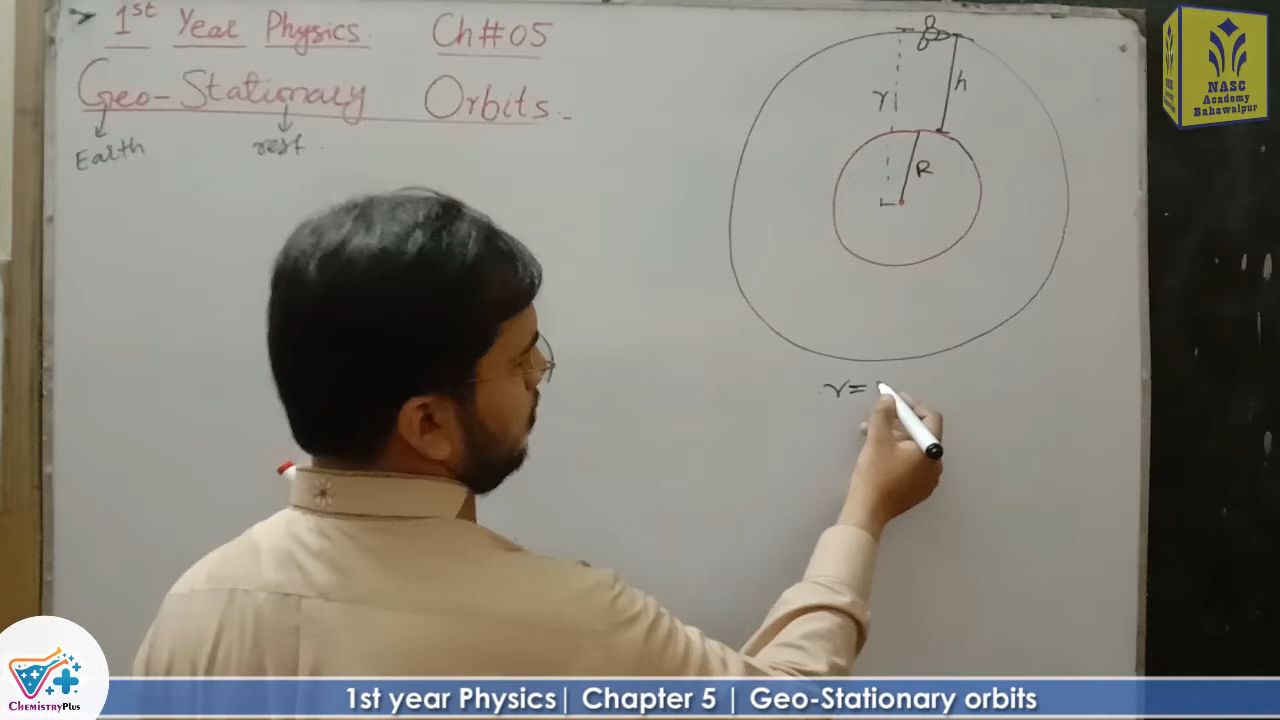 1st Year Physics. Ch#05
Geo-Stationary Orbits.
Earth rest
r
h
R
r=
NASC
Academy
Bahawalpur
ChemistryPlus
1st year Physics| Chapter 5 | Geo-Stationary orbits